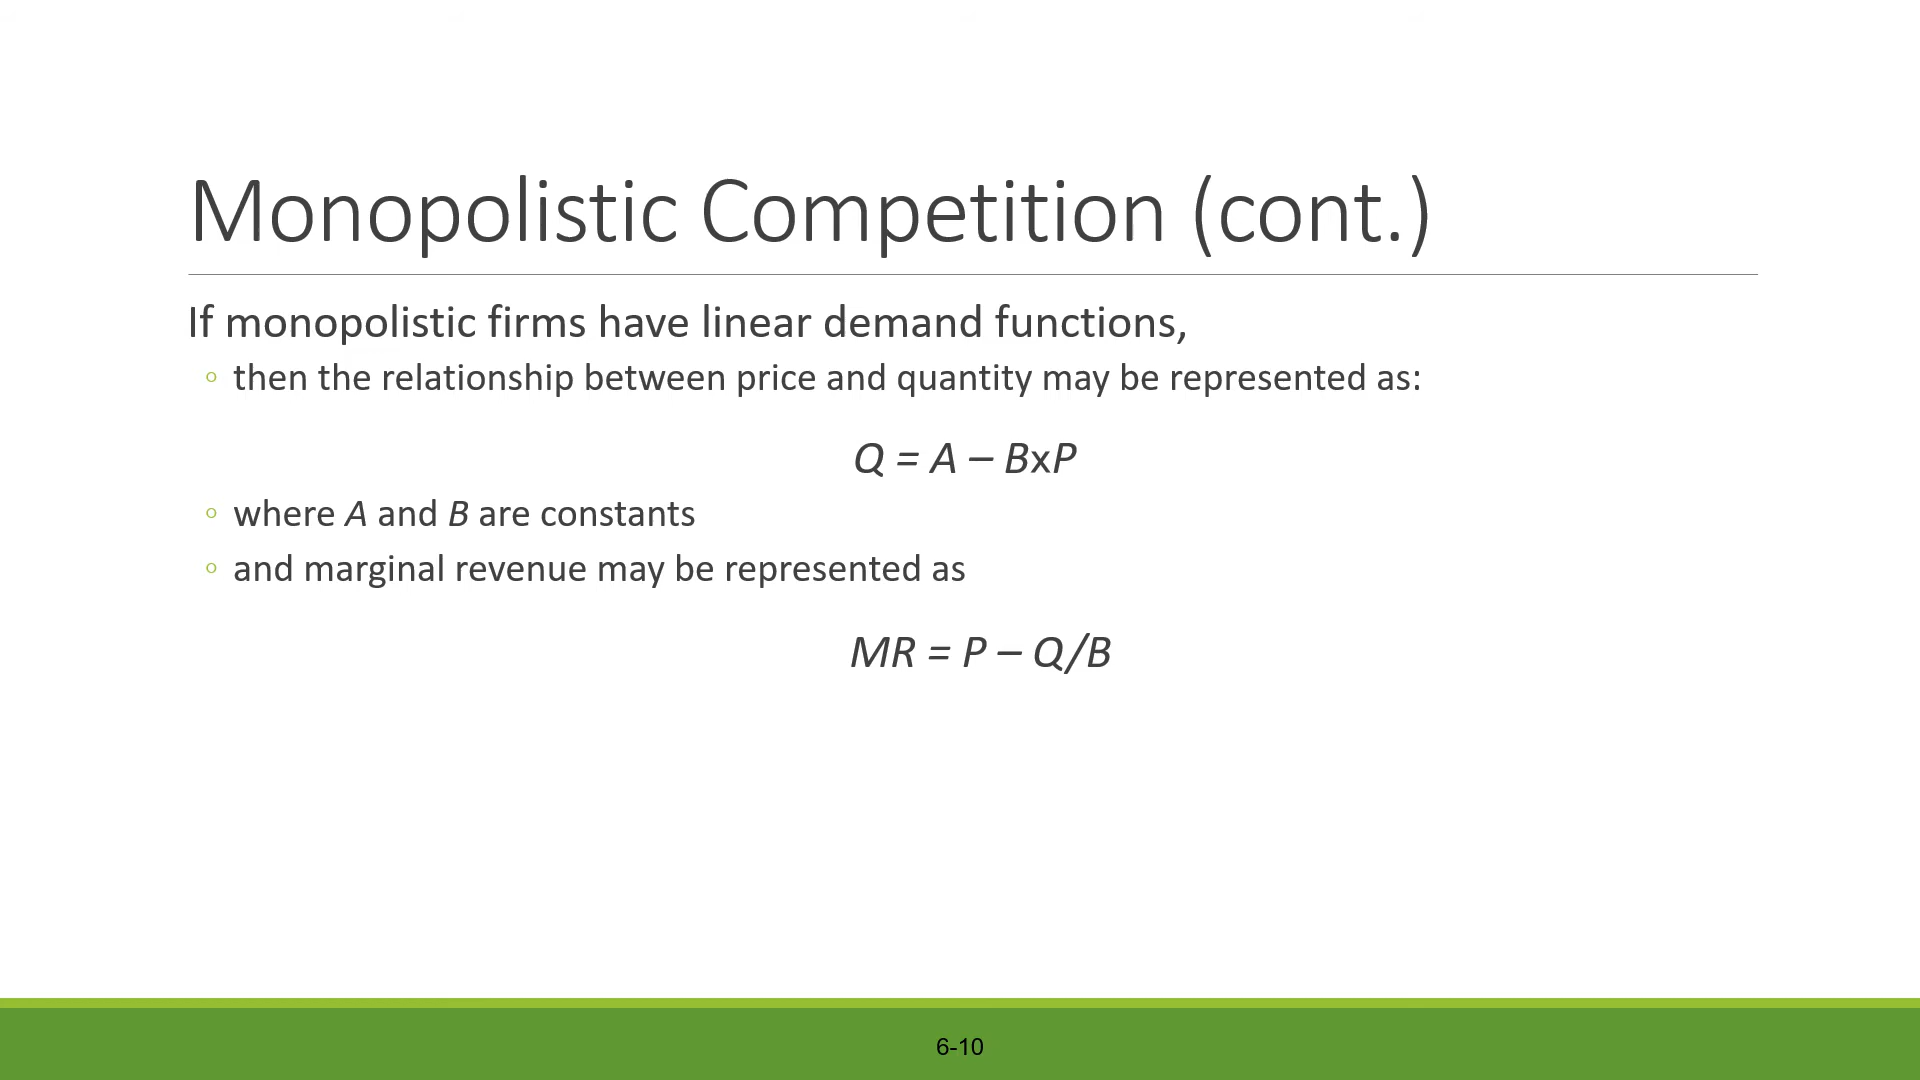 Monopolistic Competition (cont.)
If monopolistic firms have linear demand functions,
◦ then the relationship between price and quantity may be represented as:
Q = A – BxP
◦ where A and B are constants
◦ and marginal revenue may be represented as
MR = P – Q/B
6-10